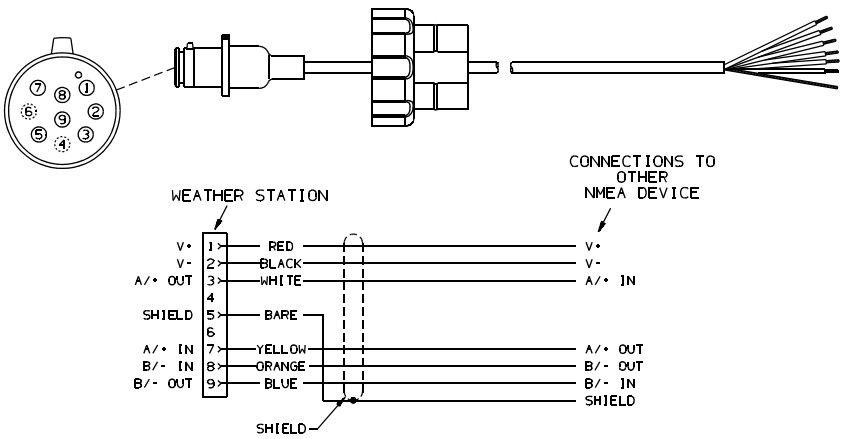 7 8 1
6 9 2
5 4 3
CONNECTIONS TO
OTHER
NMEA DEVICE
WEATHER STATION
V+ 1 RED V+
V- 2 BLACK V-
A/+ OUT 3 WHITE A/+ IN
4
SHIELD 5 BARE
6
A/+ IN 7 YELLOW A/+ OUT
B/- IN 8 ORANGE B/- OUT
B/- OUT 9 BLUE B/- IN
SHIELD
SHIELD